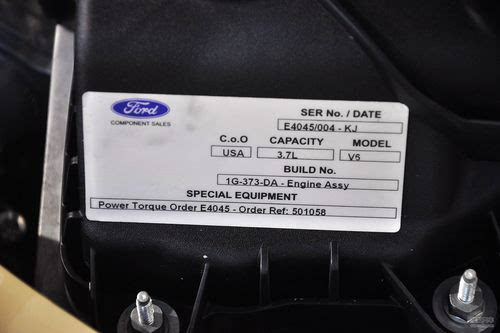 Ford
COMPONENT SALES
SER No. / DATE
E4045/004 - KJ
C.o.O CAPACITY MODEL
USA 3.7L V6
BUILD No.
1G-373-DA - Engine Assy
SPECIAL EQUIPMENT
Power Torque Order E4045 - Order Ref: 501058